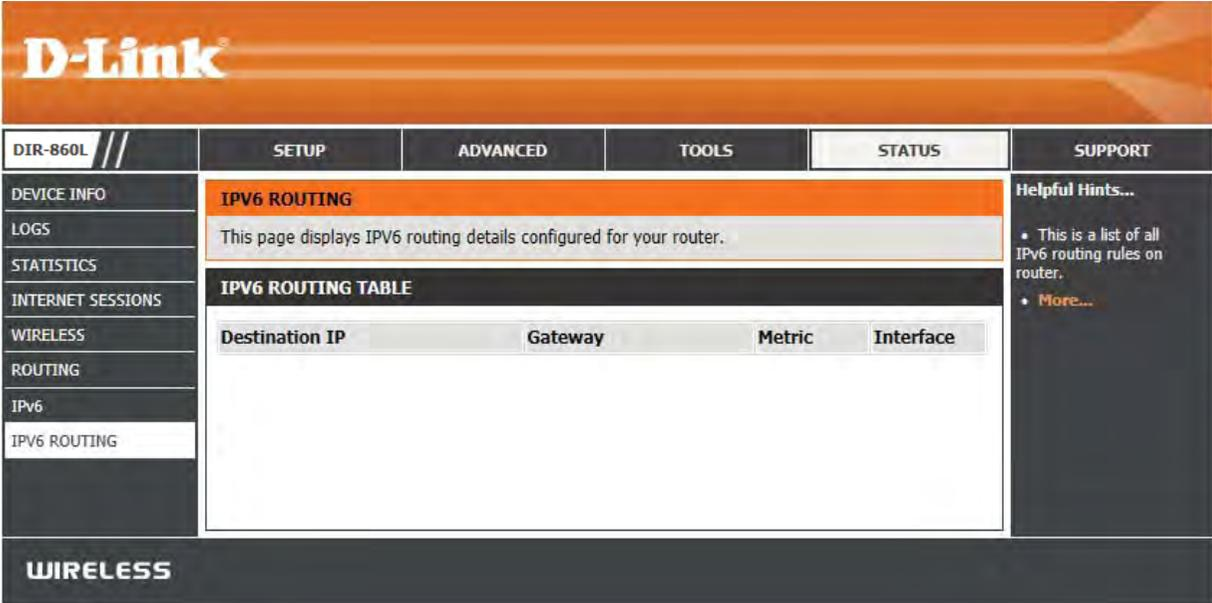 D-Link
DIR-860L
SETUP
ADVANCED
TOOLS
STATUS
SUPPORT
DEVICE INFO
LOGS
STATISTICS
INTERNET SESSIONS
WIRELESS
ROUTING
IPv6
IPV6 ROUTING
IPV6 ROUTING
This page displays IPV6 routing details configured for your router.
IPV6 ROUTING TABLE
Destination IP
Gateway
Metric
Interface
Helpful Hints...
• This is a list of all
IPv6 routing rules on
router.
• More...
WIRELESS